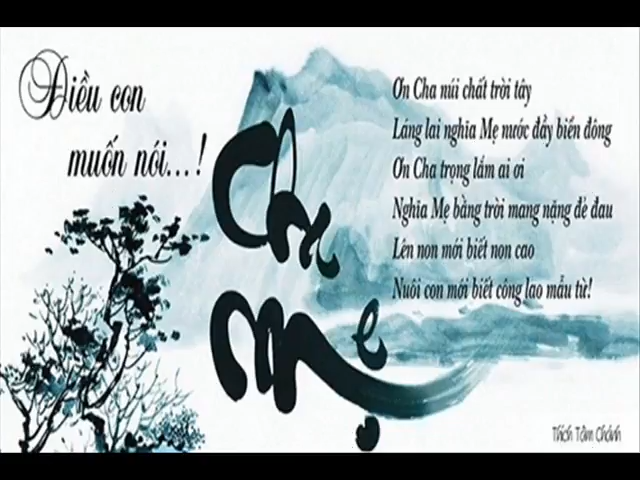 Điều con
muốn nói...!
Cha
Mẹ
Ơn Cha núi chất trời tây
Láng lai nghĩa Mẹ nước đầy biển đông
Ơn Cha trọng lắm ai ơi
Nghĩa Mẹ bằng trời mang nặng đẻ đau
Lên non mới biết non cao
Nuôi con mới biết công lao mẫu từ!
Thích Tâm Chánh